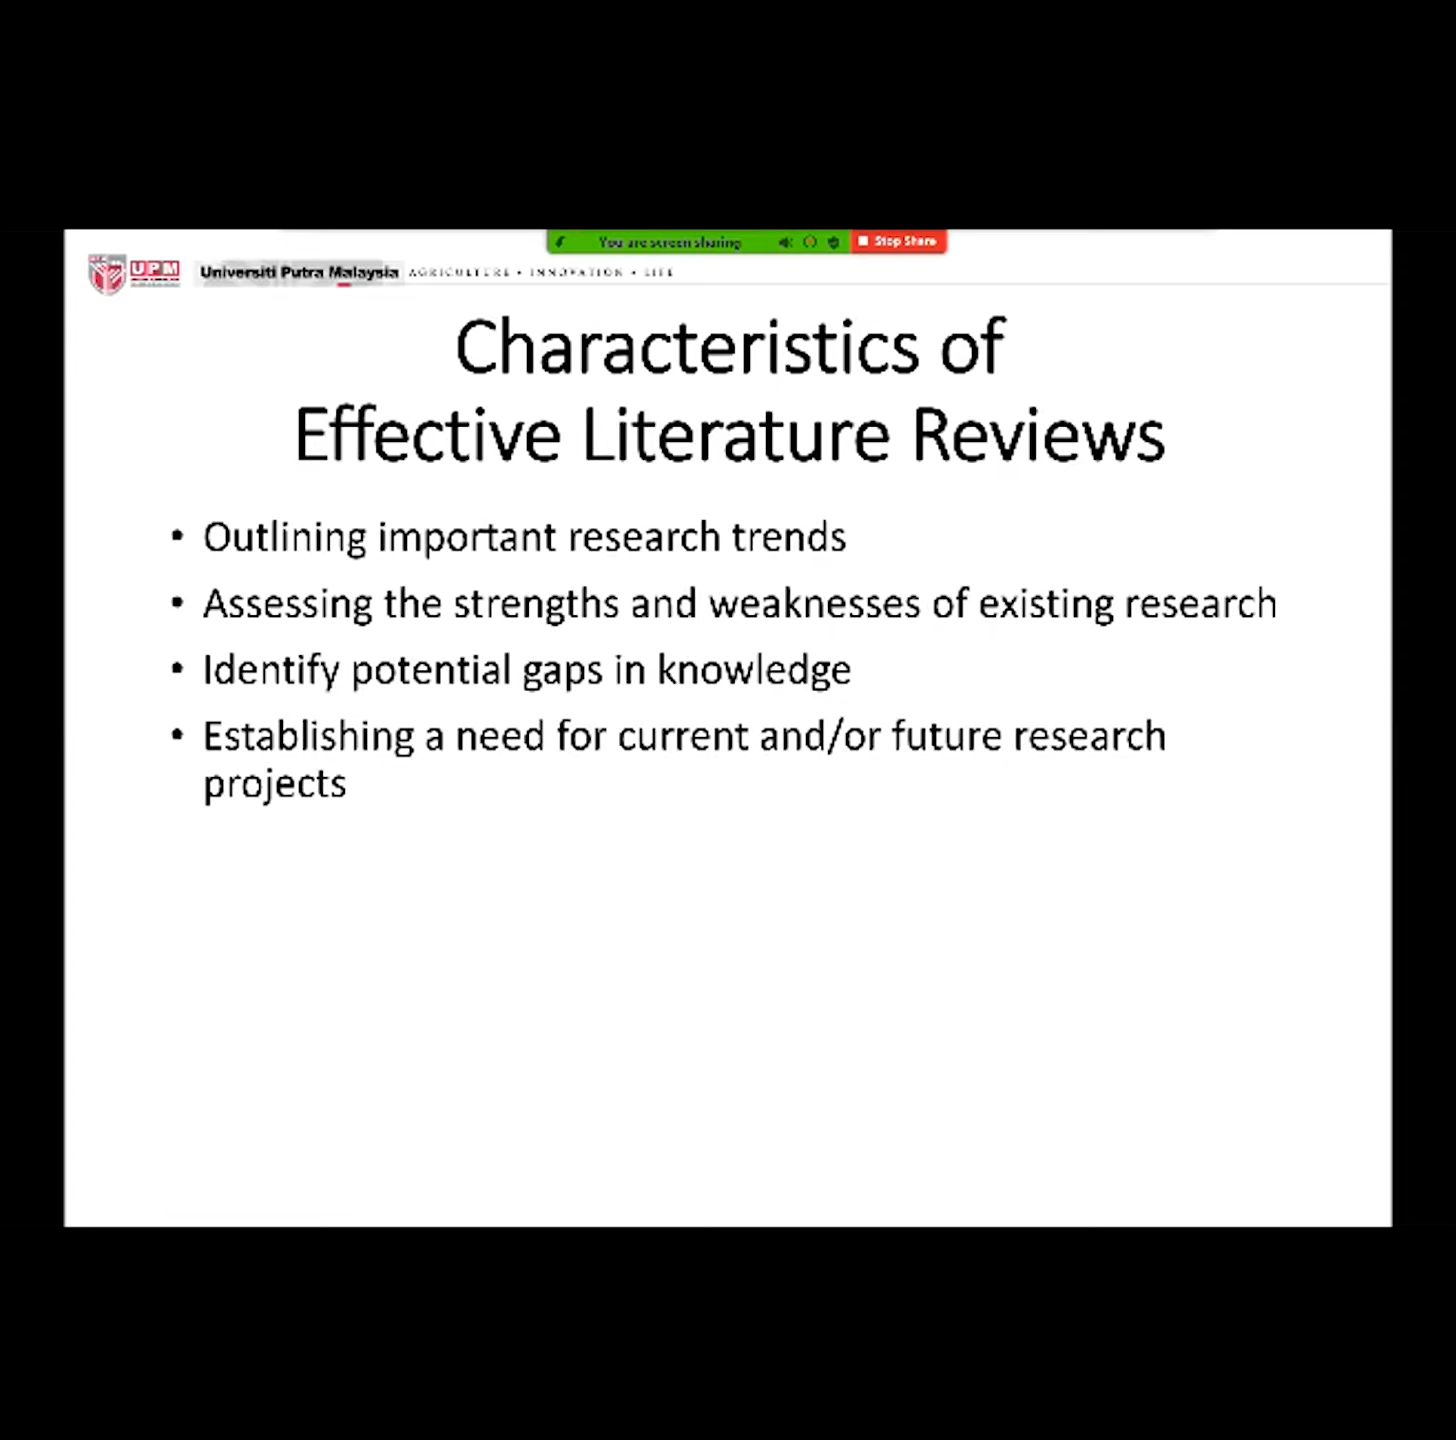 You are screen sharing Stop Share
UPM Universiti Putra Malaysia AGRICULTURE • INNOVATION • LIFE
Characteristics of
Effective Literature Reviews
• Outlining important research trends
• Assessing the strengths and weaknesses of existing research
• Identify potential gaps in knowledge
• Establishing a need for current and/or future research
projects